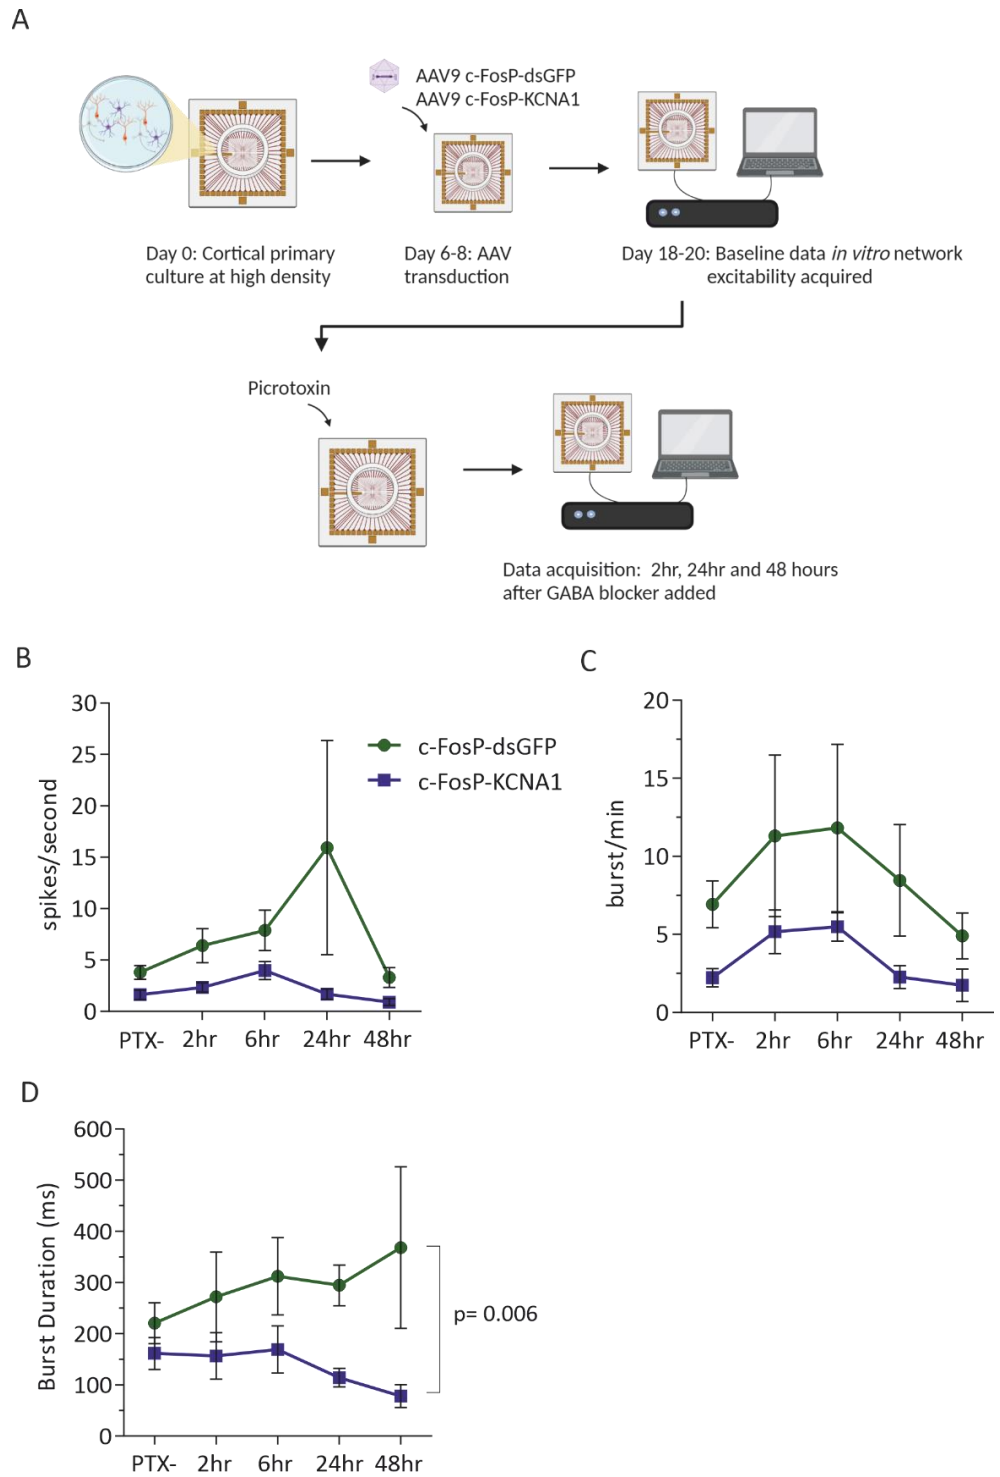 A
AAV9 c-FosP-dsGFP
AAV9 c-FosP-KCNA1
Day 0: Cortical primary
culture at high density
Day 6-8: AAV
transduction
Day 18-20: Baseline data in vitro network
excitability acquired
Picrotoxin
Data acquisition: 2hr, 24hr and 48 hours
after GABA blocker added
B
30
25
20
15
10
5
0
spikes/second
c-FosP-dsGFP
c-FosP-KCNA1
PTX- 2hr 6hr 24hr 48hr
C
20
15
10
5
0
burst/min
PTX- 2hr 6hr 24hr 48hr
D
600
500
400
300
200
100
0
Burst Duration (ms)
p= 0.006
PTX- 2hr 6hr 24hr 48hr